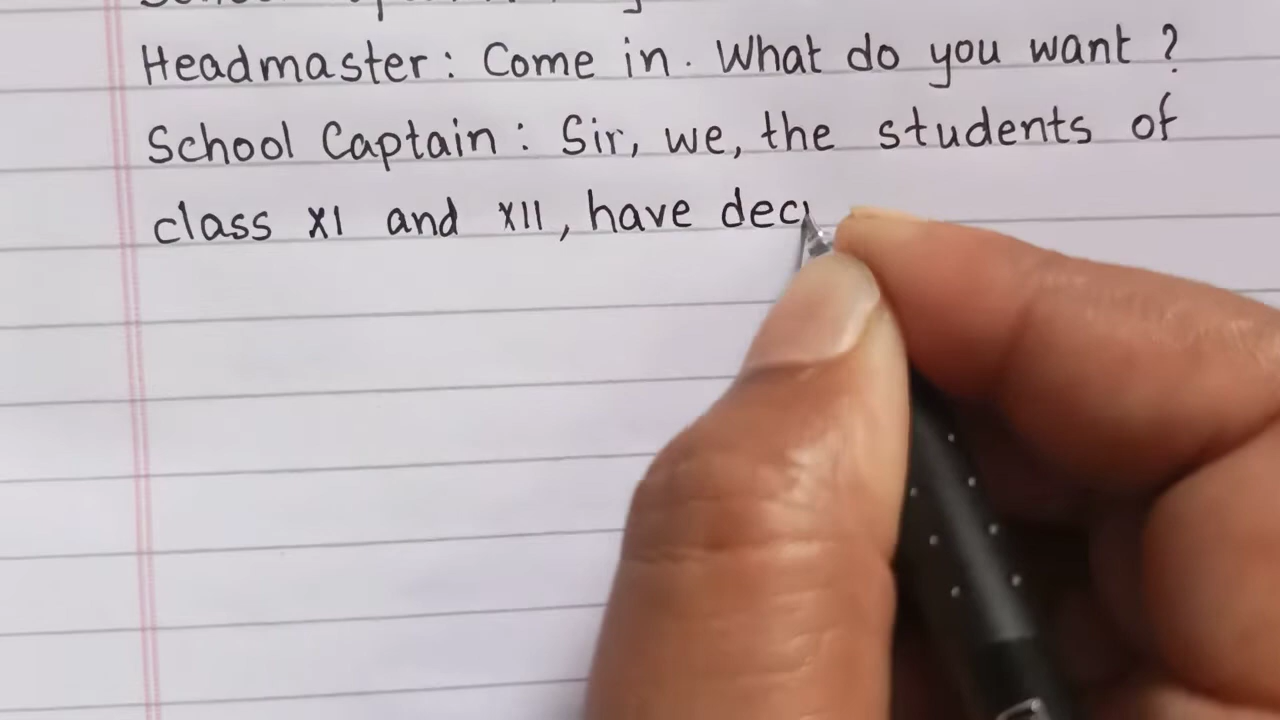 Headmaster: Come in. What do you want ?
School Captain : Sir, we, the students of
class XI and XII, have dec